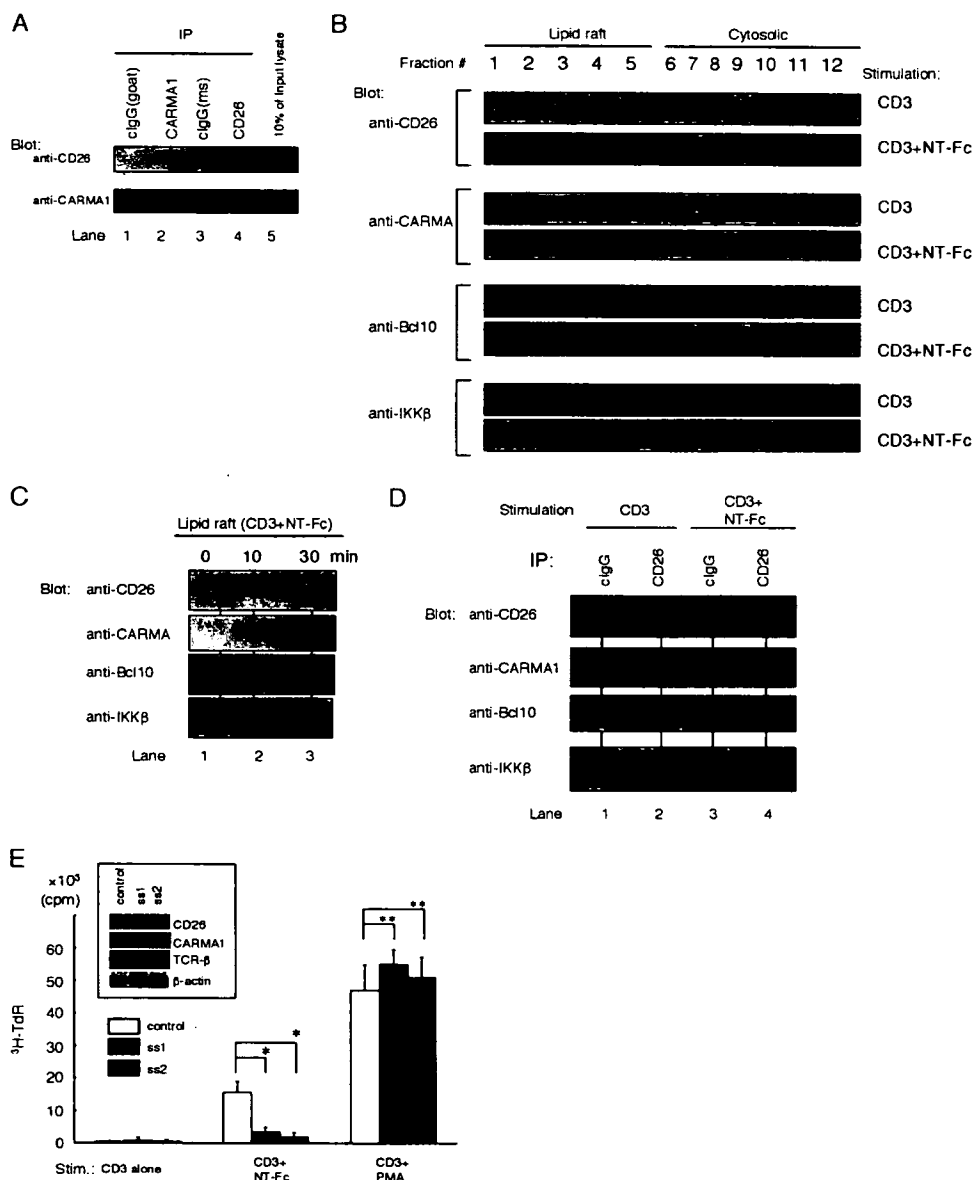 A
IP
cIgG(goat)
CARMA1
cIgG(ms)
CD26
10% of Input lysate
Blot:
anti-CD26
anti-CARMA1
Lane 1 2 3 4 5
B
Lipid raft Cytosolic
Fraction # 1 2 3 4 5 6 7 8 9 10 11 12
Stimulation:
Blot:
anti-CD26
CD3
CD3+NT-Fc
anti-CARMA
CD3
CD3+NT-Fc
anti-Bcl10
CD3
CD3+NT-Fc
anti-IKKβ
CD3
CD3+NT-Fc
C
Lipid raft (CD3+NT-Fc)
0 10 30 min
Blot: anti-CD26
anti-CARMA
anti-Bcl10
anti-IKKβ
Lane 1 2 3
D
Stimulation CD3 CD3+
NT-Fc
IP: cIgG CD26 cIgG CD26
Blot: anti-CD26
anti-CARMA1
anti-Bcl10
anti-IKKβ
Lane 1 2 3 4
E
×10³
(cpm)
control
ss1
ss2
CD26
CARMA1
TCR-β
β-actin
control
ss1
ss2
³H-TdR
60
50
40
30
20
10
0
* *
** **
Stim.: CD3 alone
CD3+
NT-Fc
CD3+
PMA